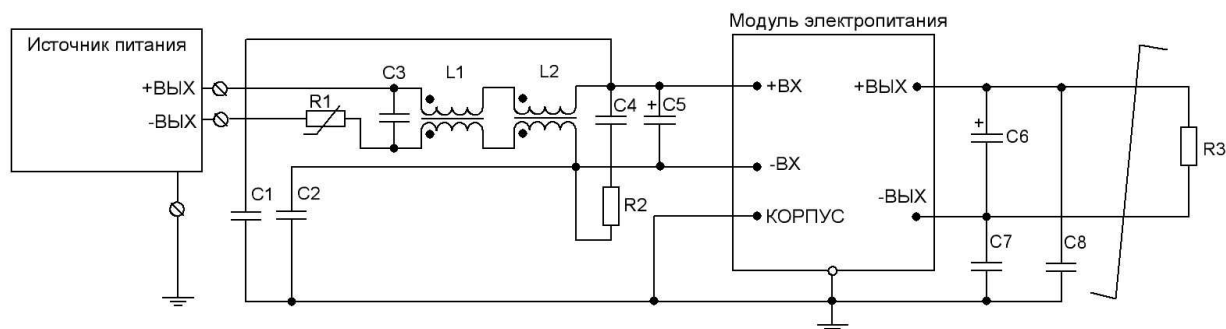 Модуль электропитания
Источник питания
+ВЫХ
-ВЫХ
R1
C3
L1
L2
C4
+
C5
+ВХ
+ВЫХ
+
C6
R3
-ВХ
-ВЫХ
C1
C2
R2
КОРПУС
C7
C8